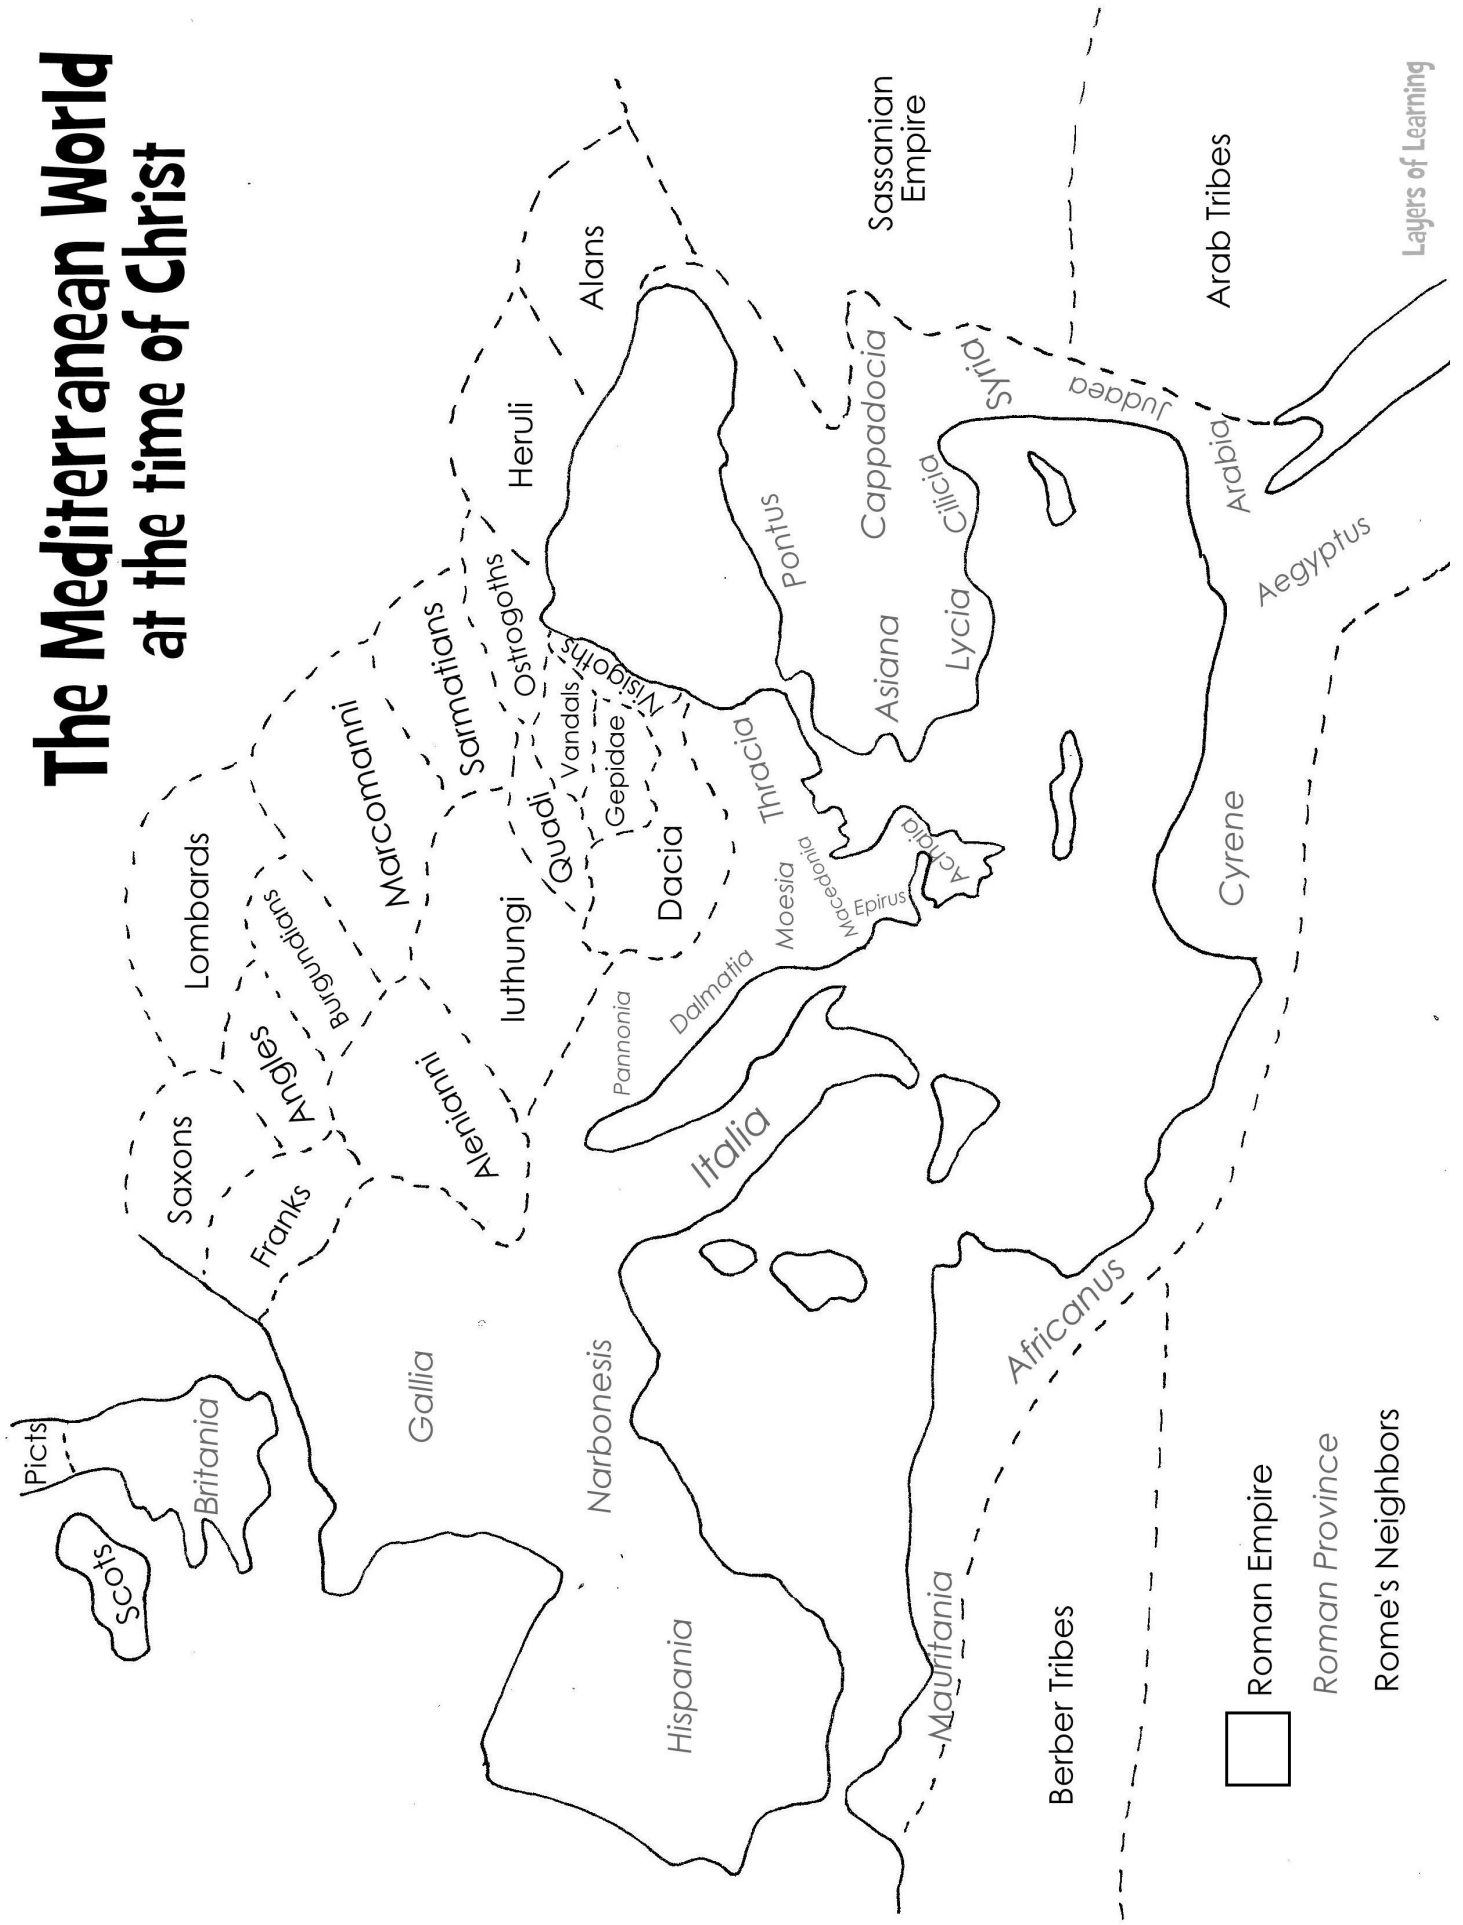 The Mediterranean World
at the time of Christ
Picts
Scots
Britania
Saxons
Lombards
Franks
Angles
Burgundians
Marcomanni
Sarmatians
Heruli
Alans
Alenianni
Iuthungi
Quadi
Ostrogoths
Vandals
Visigoths
Gepidae
Dacia
Gallia
Narbonesis
Hispania
Italia
Pannonia
Dalmatia
Moesia
Thracia
Macedonia
Epirus
Achaia
Pontus
Asiana
Lycia
Cilicia
Cappadocia
Syria
Judaea
Arabia
Aegyptus
Cyrene
Africanus
Mauritania
Berber Tribes
Sassanian
Empire
Arab Tribes
Roman Empire
Roman Province
Rome's Neighbors
Layers of Learning